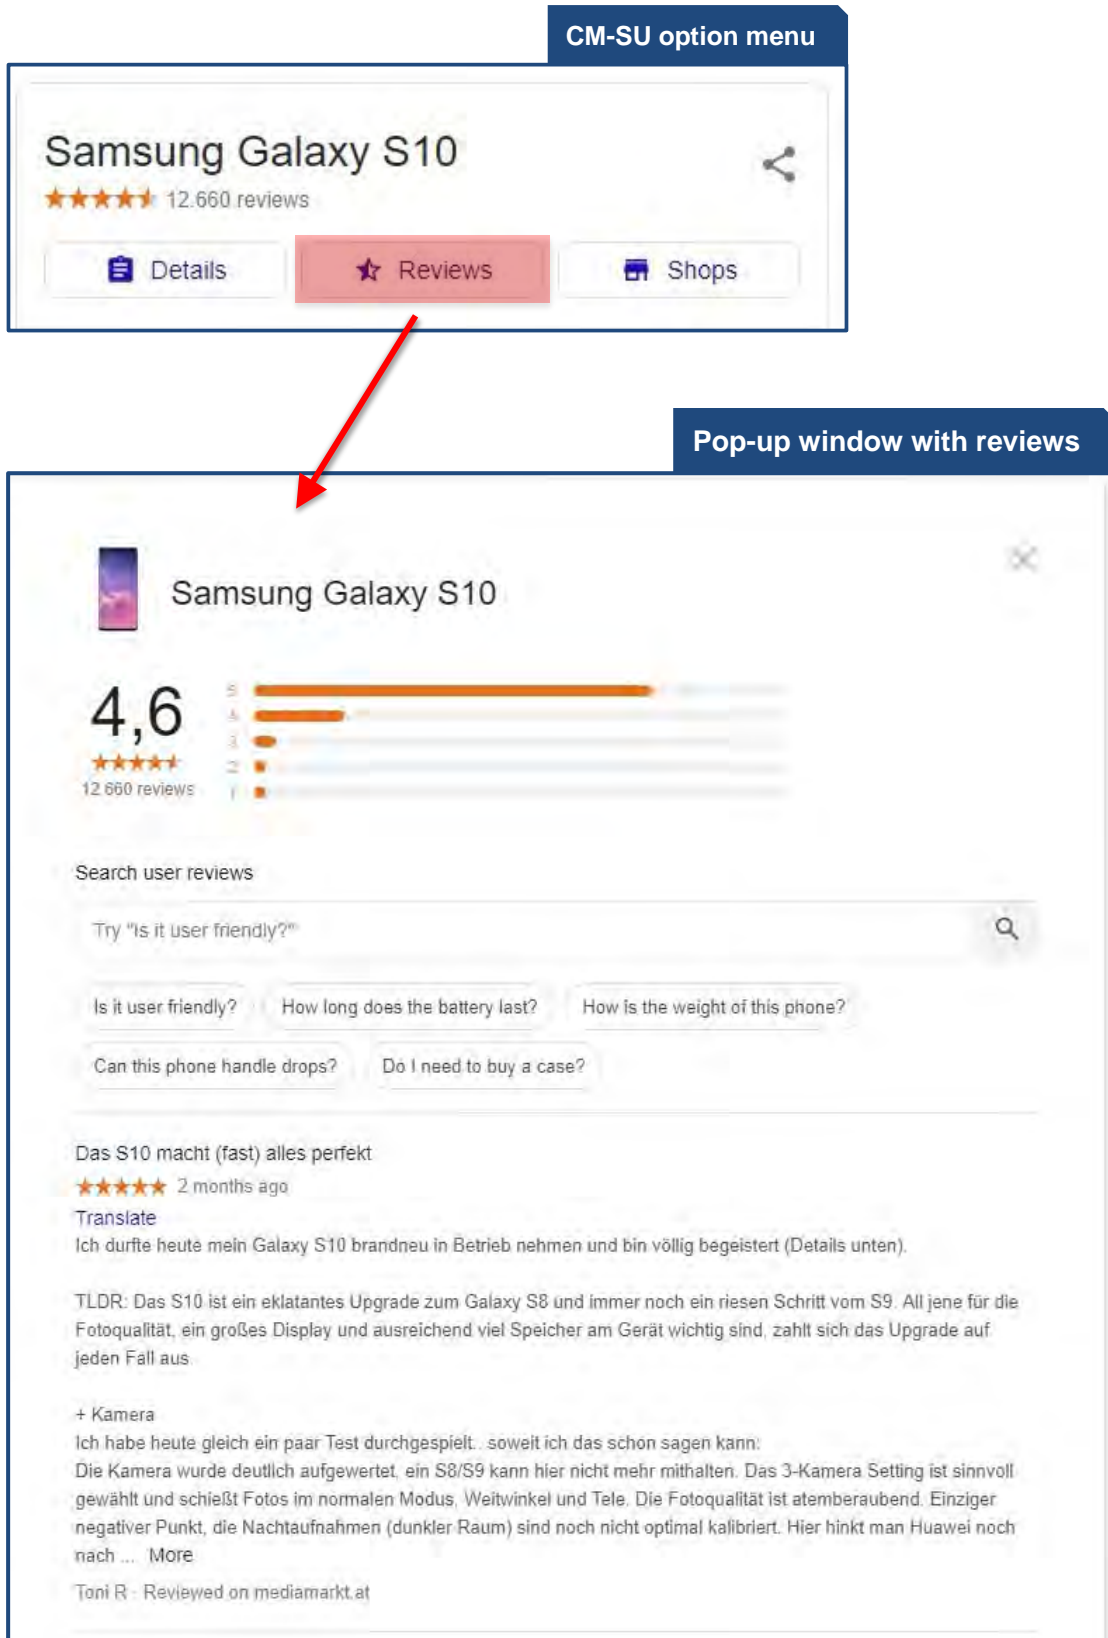 CM-SU option menu
Samsung Galaxy S10
12.660 reviews
Details
Reviews
Shops
Pop-up window with reviews
Samsung Galaxy S10
4,6
12.660 reviews
5
4
3
2
1
Search user reviews
Try "is it user friendly?"
Is it user friendly?
How long does the battery last?
How is the weight of this phone?
Can this phone handle drops?
Do I need to buy a case?
Das S10 macht (fast) alles perfekt
2 months ago
Translate
Ich durfte heute mein Galaxy S10 brandneu in Betrieb nehmen und bin völlig begeistert (Details unten).
TLDR: Das S10 ist ein eklatantes Upgrade zum Galaxy S8 und immer noch ein riesen Schritt vom S9. All jene für die
Fotoqualität, ein großes Display und ausreichend viel Speicher am Gerät wichtig sind, zahlt sich das Upgrade auf
jeden Fall aus.
+ Kamera
Ich habe heute gleich ein paar Test durchgespielt.. soweit ich das schon sagen kann:
Die Kamera wurde deutlich aufgewertet, ein S8/S9 kann hier nicht mehr mithalten. Das 3-Kamera Setting ist sinnvoll
gewählt und schießt Fotos im normalen Modus, Weitwinkel und Tele. Die Fotoqualität ist atemberaubend. Einziger
negativer Punkt, die Nachtaufnahmen (dunkler Raum) sind noch nicht optimal kalibriert. Hier hinkt man Huawei noch
nach ... More
Toni R · Reviewed on mediamarkt.at